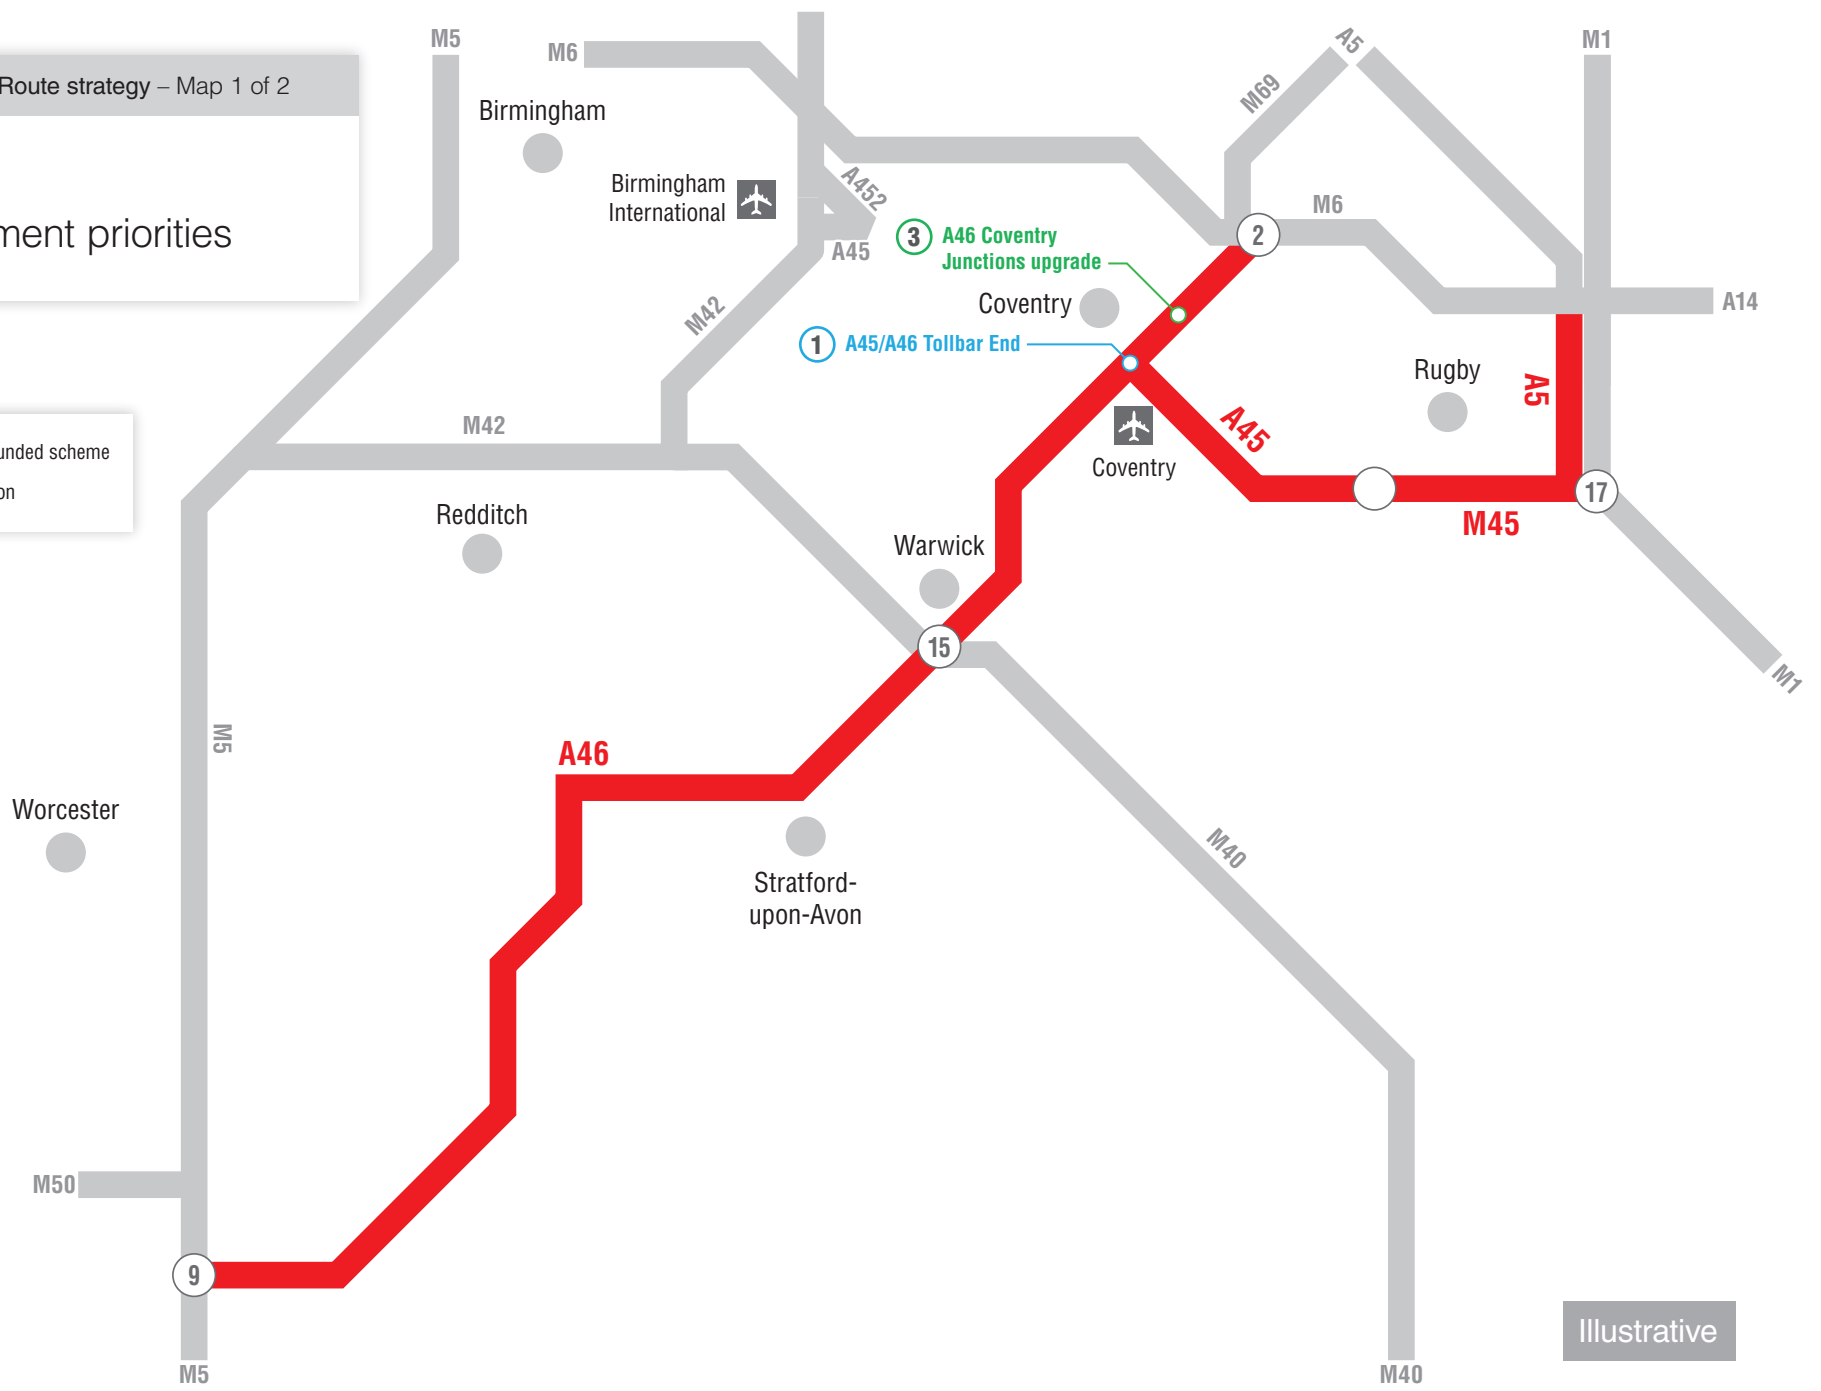 Route strategy – Map 1 of 2
ment priorities
unded scheme
on
M5
M6
A5
M1
M69
Birmingham
Birmingham
International
A452
A45
M6
3
A46 Coventry
Junctions upgrade
2
Coventry
A14
M42
1
A45/A46 Tollbar End
Rugby
A5
A45
M42
Coventry
17
M45
Redditch
Warwick
15
M1
M5
A46
Worcester
M40
Stratford-
upon-Avon
M50
9
Illustrative
M5
M40